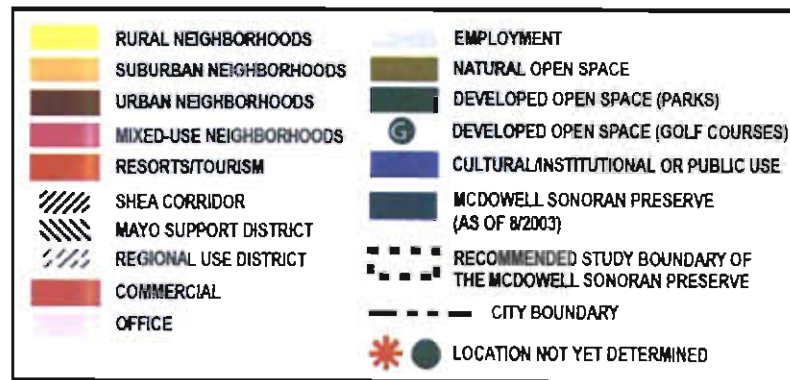 RURAL NEIGHBORHOODS
SUBURBAN NEIGHBORHOODS
URBAN NEIGHBORHOODS
MIXED-USE NEIGHBORHOODS
RESORTS/TOURISM
SHEA CORRIDOR
MAYO SUPPORT DISTRICT
REGIONAL USE DISTRICT
COMMERCIAL
OFFICE
EMPLOYMENT
NATURAL OPEN SPACE
DEVELOPED OPEN SPACE (PARKS)
G DEVELOPED OPEN SPACE (GOLF COURSES)
CULTURAL/INSTITUTIONAL OR PUBLIC USE
MCDOWELL SONORAN PRESERVE
(AS OF 8/2003)
RECOMMENDED STUDY BOUNDARY OF
THE MCDOWELL SONORAN PRESERVE
CITY BOUNDARY
LOCATION NOT YET DETERMINED